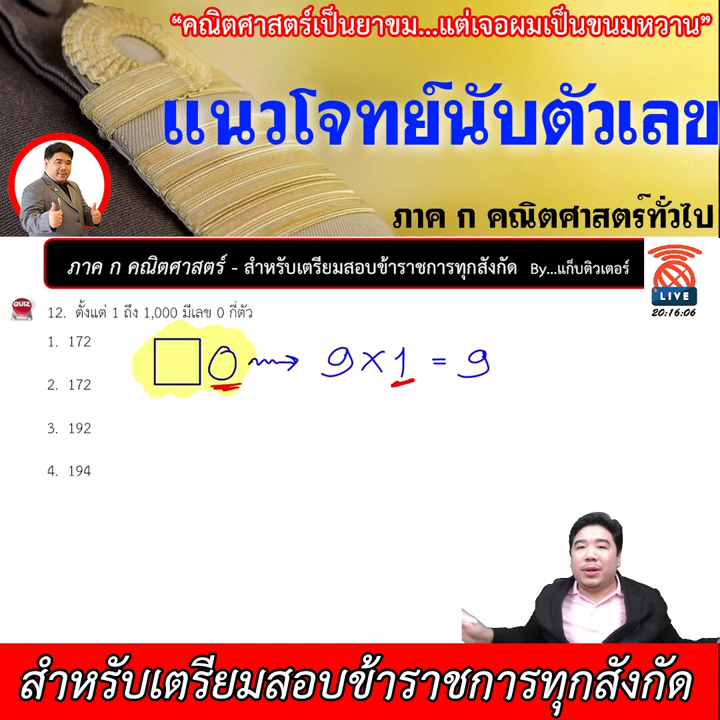 “คณิตศาสตร์เป็นยาขม...แต่เจอผมเป็นขนมหวาน”
แนวโจทย์นับตัวเลข
ภาค ก คณิตศาสตร์ทั่วไป
ภาค ก คณิตศาสตร์ - สำหรับเตรียมสอบข้าราชการทุกสังกัด By...แก็บติวเตอร์
LIVE
20:16:06
QUIZ
12. ตั้งแต่ 1 ถึง 1,000 มีเลข 0 กี่ตัว
1. 172
□0 → 9 × 1 = 9
2. 172
3. 192
4. 194
สำหรับเตรียมสอบข้าราชการทุกสังกัด